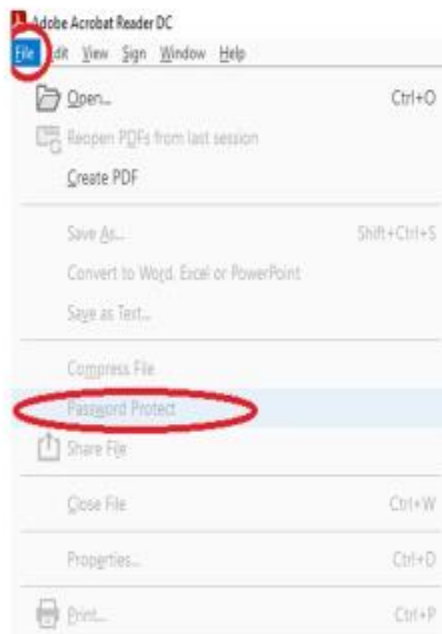 Adobe Acrobat Reader DC
File Edit View Sign Window Help
Open... Ctrl+O
Reopen PDFs from last session
Create PDF
Save As... Shift+Ctrl+S
Convert to Word, Excel or PowerPoint
Save as Text...
Compress File
Password Protect
Share File
Close File Ctrl+W
Properties... Ctrl+D
Print... Ctrl+P